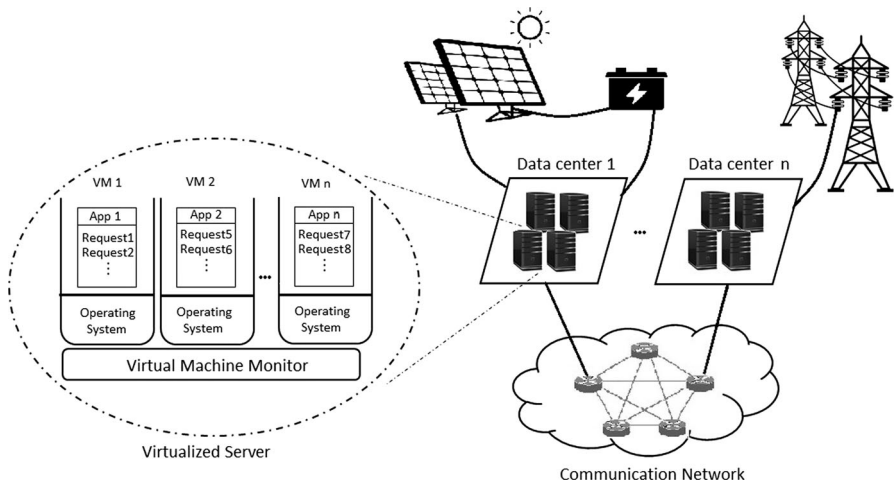 Data center 1
Data center n
...
VM 1
VM 2
VM n
App 1
Request1
Request2
⋮
App 2
Request5
Request6
⋮
...
App n
Request7
Request8
⋮
Operating
System
Operating
System
Operating
System
Virtual Machine Monitor
Virtualized Server
Communication Network